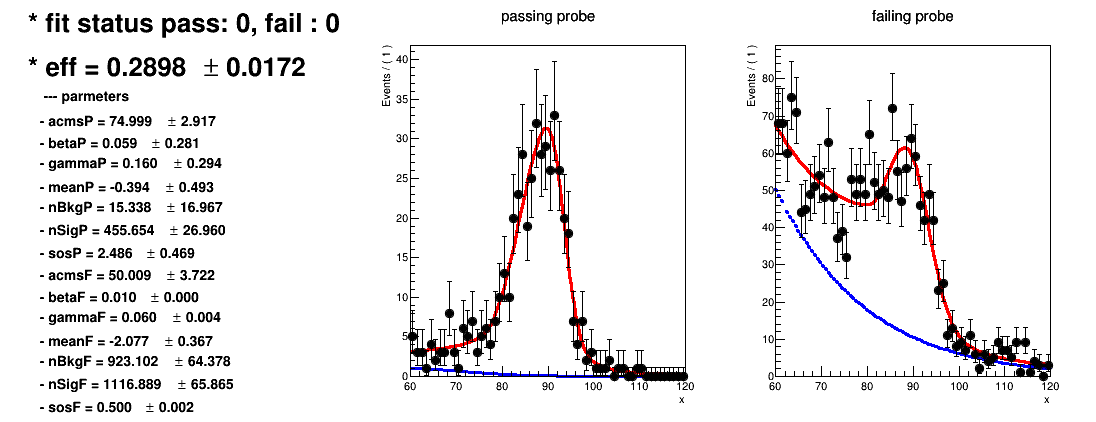 * fit status pass: 0, fail : 0
* eff = 0.2898 ± 0.0172
--- parmeters
- acmsP = 74.999 ± 2.917
- betaP = 0.059 ± 0.281
- gammaP = 0.160 ± 0.294
- meanP = -0.394 ± 0.493
- nBkgP = 15.338 ± 16.967
- nSigP = 455.654 ± 26.960
- sosP = 2.486 ± 0.469
- acmsF = 50.009 ± 3.722
- betaF = 0.010 ± 0.000
- gammaF = 0.060 ± 0.004
- meanF = -2.077 ± 0.367
- nBkgF = 923.102 ± 64.378
- nSigF = 1116.889 ± 65.865
- sosF = 0.500 ± 0.002
passing probe
Events / ( 1 )
40
35
30
25
20
15
10
5
0
60 70 80 90 100 110 120
x
failing probe
Events / ( 1 )
80
70
60
50
40
30
20
10
0
60 70 80 90 100 110 120
x